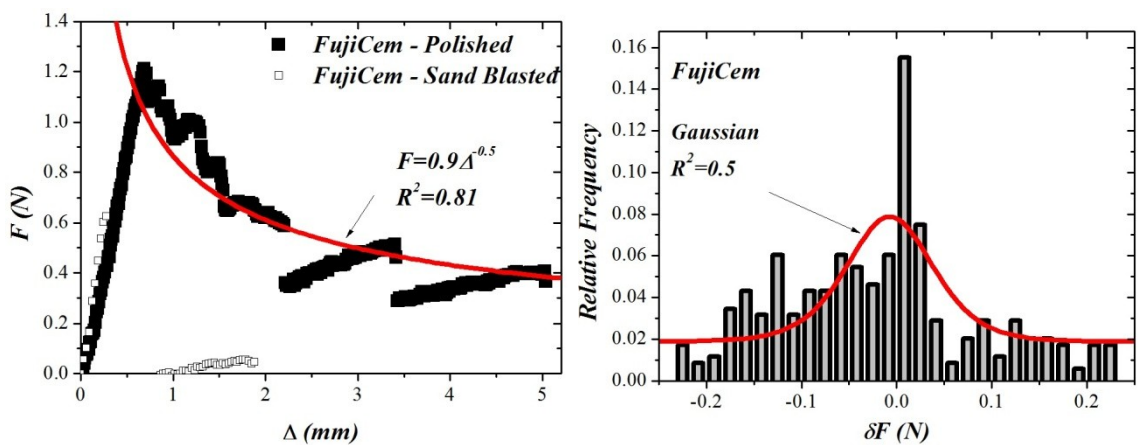 1.4
1.2
1.0
0.8
0.6
0.4
0.2
0.0
F (N)
FujiCem - Polished
FujiCem - Sand Blasted
F=0.9Δ^-0.5
R²=0.81
0 1 2 3 4 5
Δ (mm)
0.16
0.14
0.12
0.10
0.08
0.06
0.04
0.02
0.00
Relative Frequency
FujiCem
Gaussian
R²=0.5
-0.2 -0.1 0.0 0.1 0.2
δF (N)